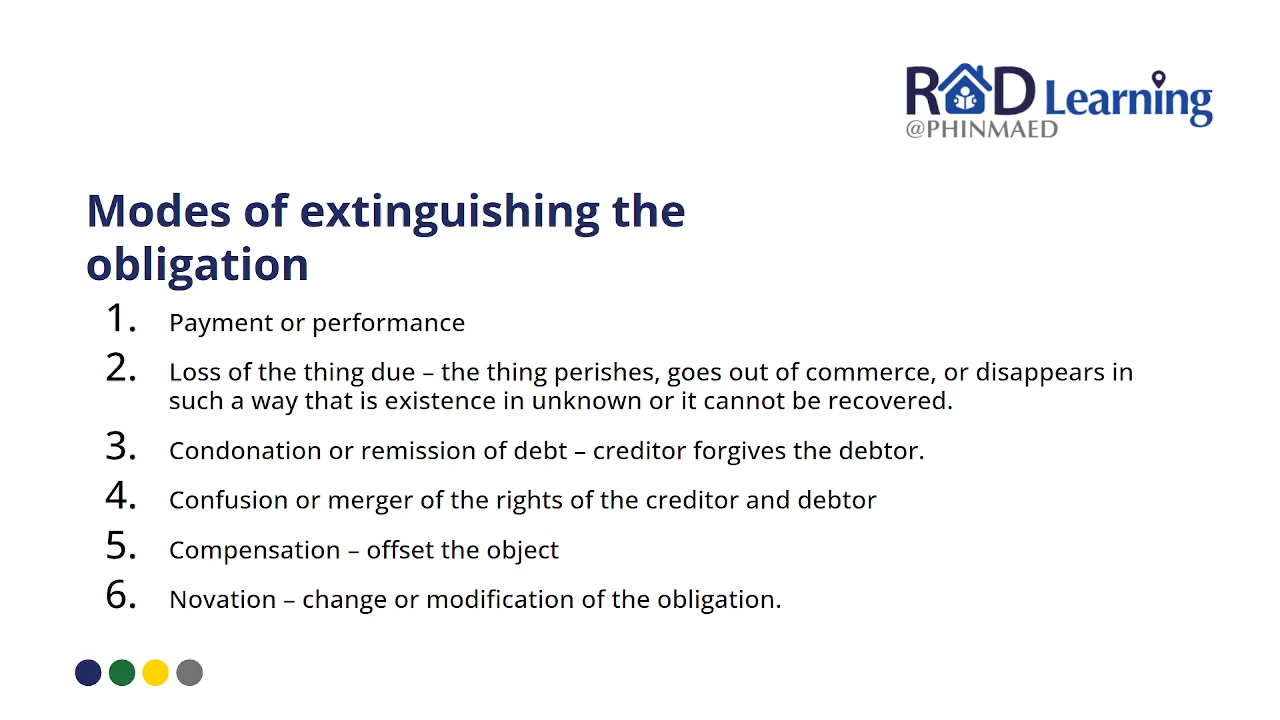 RAD Learning
@PHINMAED
Modes of extinguishing the
obligation
1. Payment or performance
2. Loss of the thing due – the thing perishes, goes out of commerce, or disappears in
such a way that is existence in unknown or it cannot be recovered.
3. Condonation or remission of debt – creditor forgives the debtor.
4. Confusion or merger of the rights of the creditor and debtor
5. Compensation – offset the object
6. Novation – change or modification of the obligation.